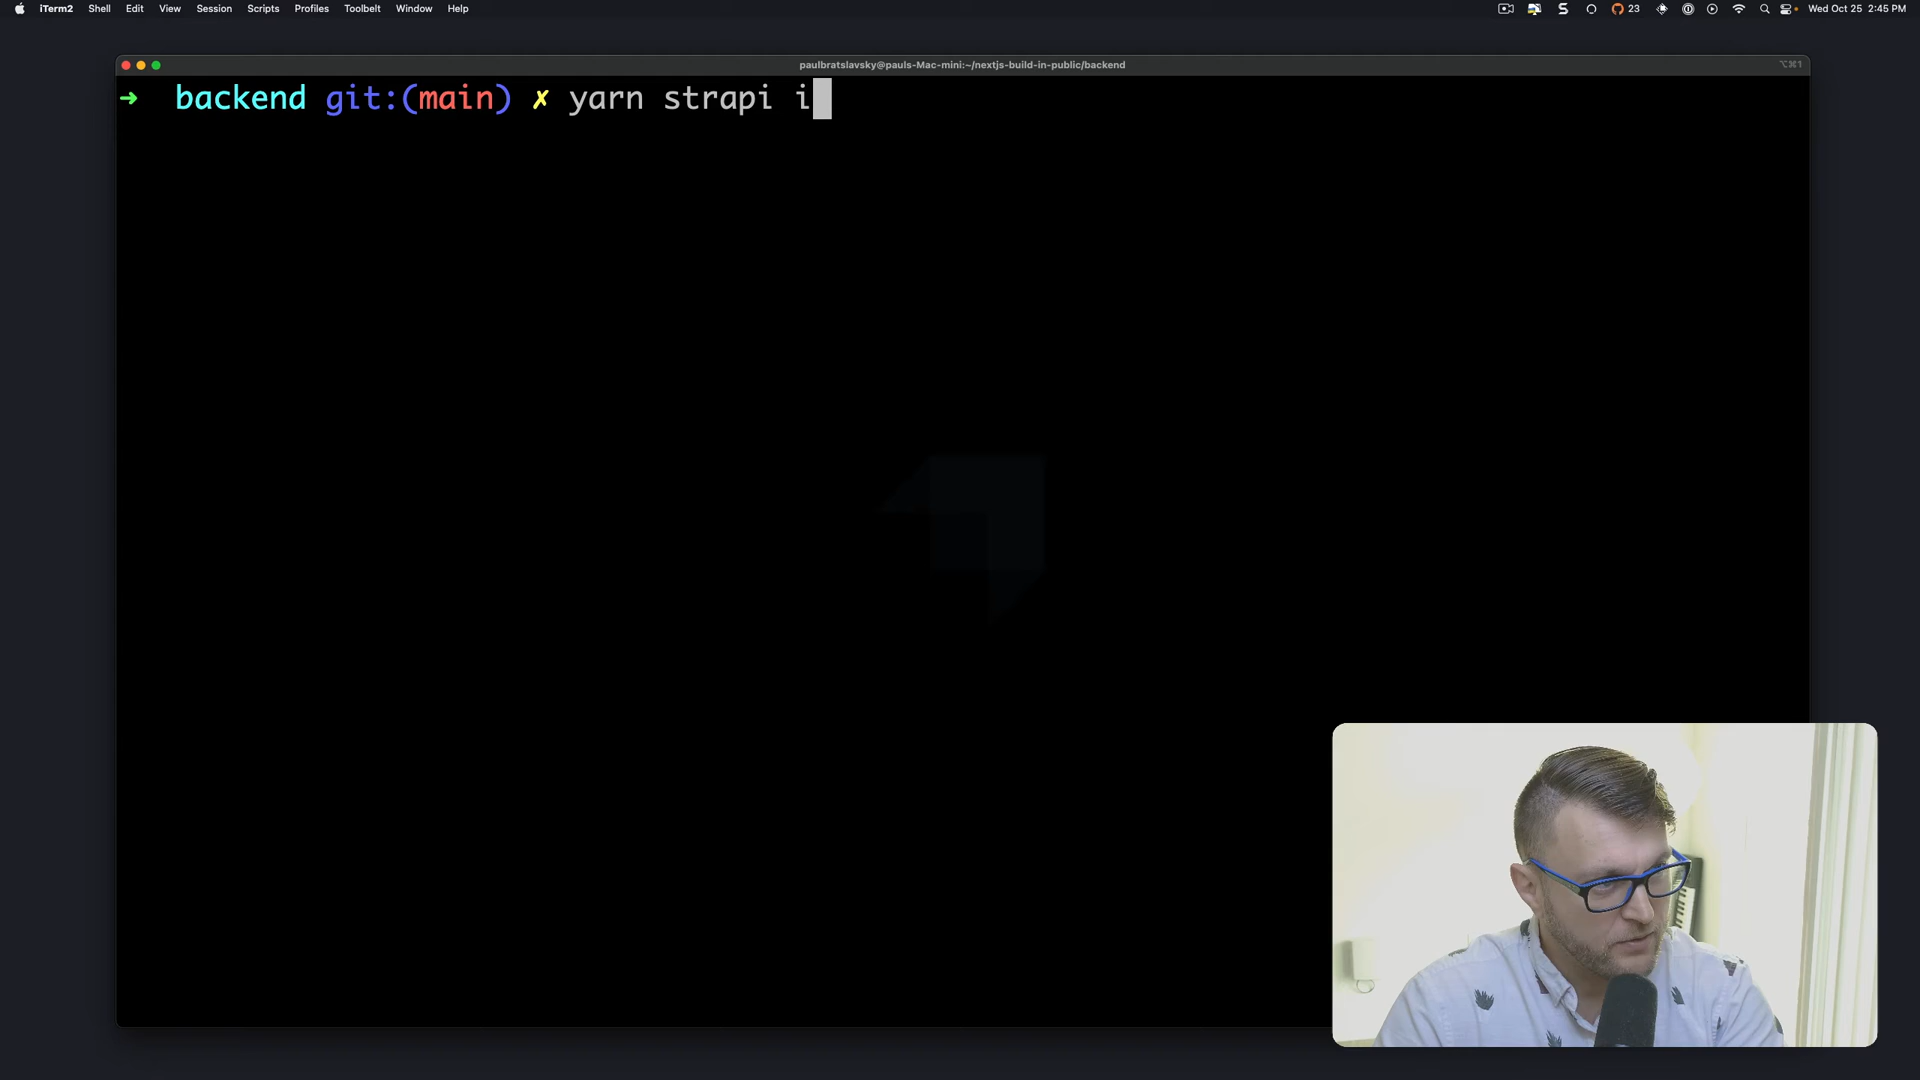 iTerm2 Shell Edit View Session Scripts Profiles Toolbelt Window Help 23 Wed Oct 25 2:45 PM
paulbratslavsky@pauls-Mac-mini:~/nextjs-build-in-public/backend ⌥⌘1
➜ backend git:(main) ✗ yarn strapi i